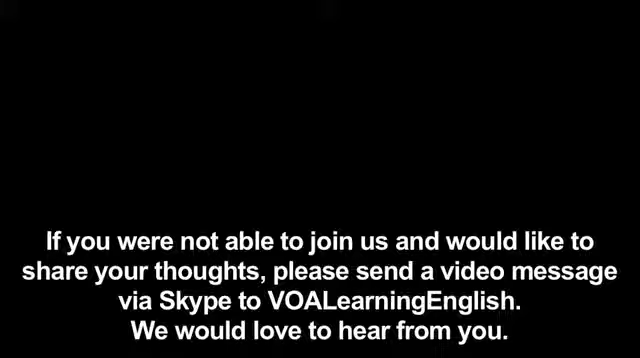 If you were not able to join us and would like to
share your thoughts, please send a video message
via Skype to VOALearningEnglish.
We would love to hear from you.